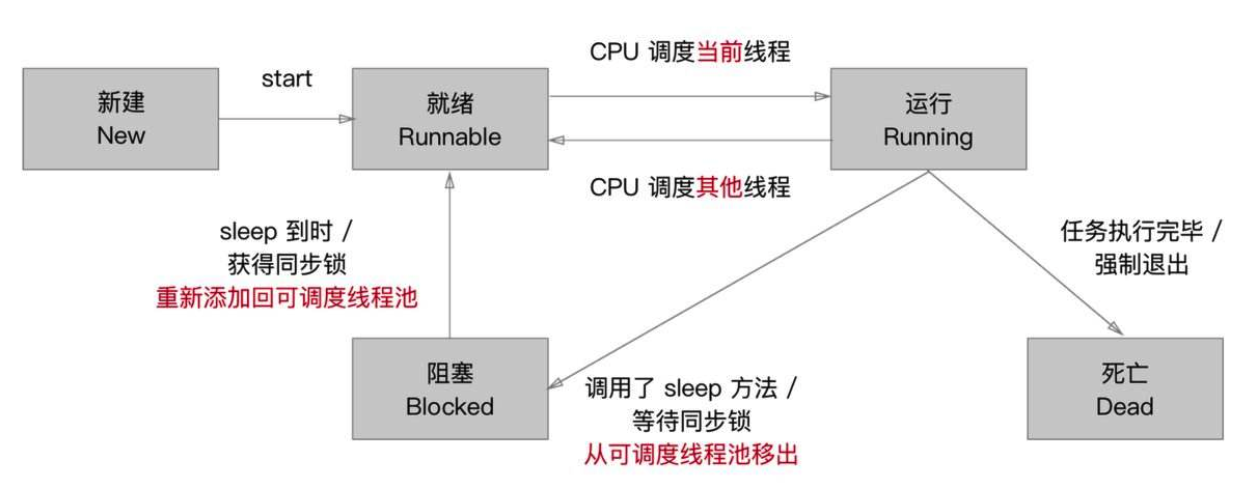 CPU 调度当前线程
start
新建
New
就绪
Runnable
运行
Running
CPU 调度其他线程
sleep 到时 /
获得同步锁
重新添加回可调度线程池
任务执行完毕 /
强制退出
阻塞
Blocked
调用了 sleep 方法 /
等待同步锁
从可调度线程池移出
死亡
Dead